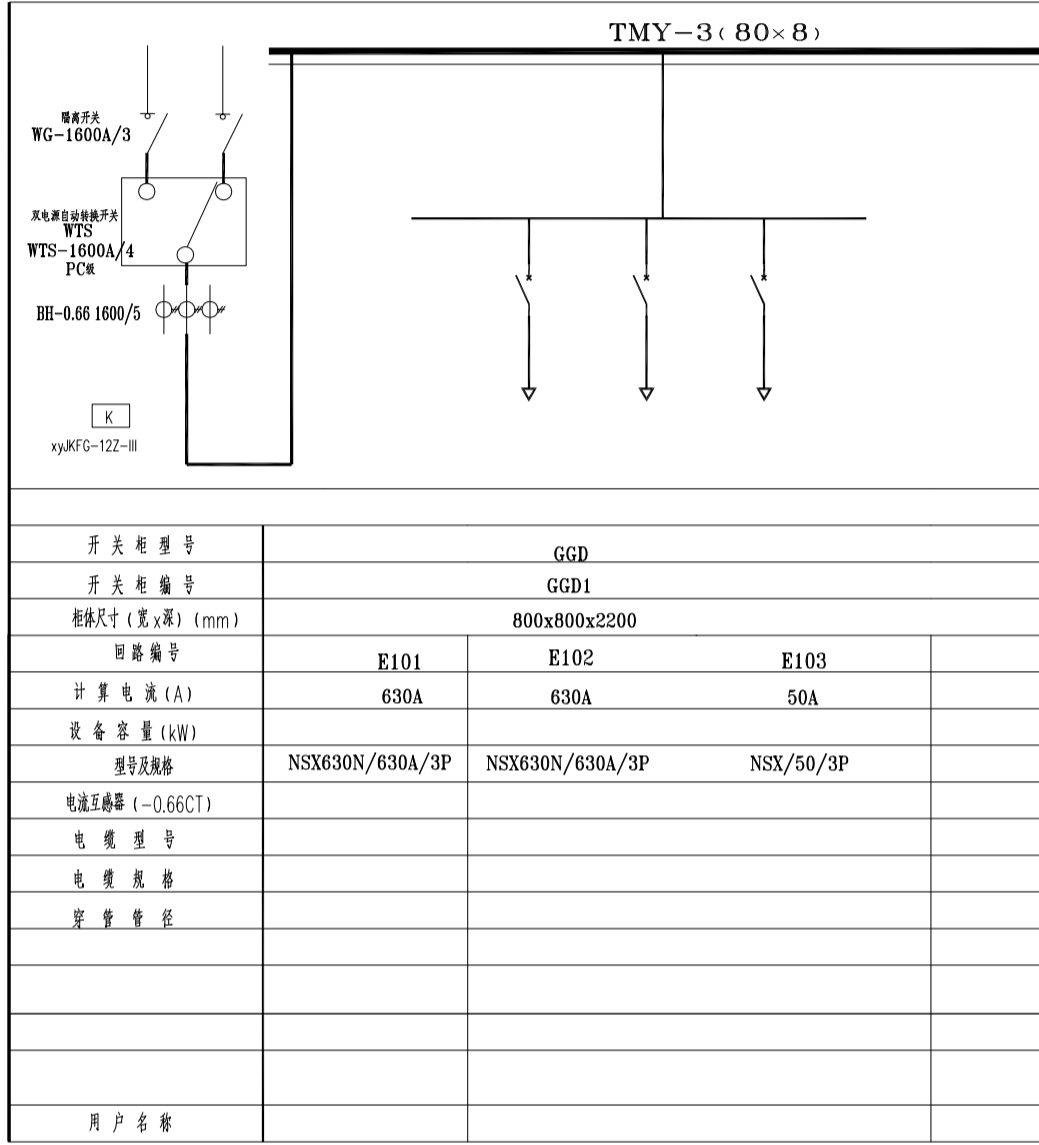 TMY-3(80×8)
隔离开关
WG-1600A/3
双电源自动转换开关
WTS
WTS-1600A/4
PC级
BH-0.66 1600/5
K
xyJKFG-12Z-III
开关柜型号 GGD
开关柜编号 GGD1
柜体尺寸(宽x深)(mm) 800x800x2200
回路编号 E101 E102 E103
计算电流(A) 630A 630A 50A
设备容量(kW)
型号及规格 NSX630N/630A/3P NSX630N/630A/3P NSX/50/3P
电流互感器(-0.66CT)
电缆型号
电缆规格
穿管管径
用户名称